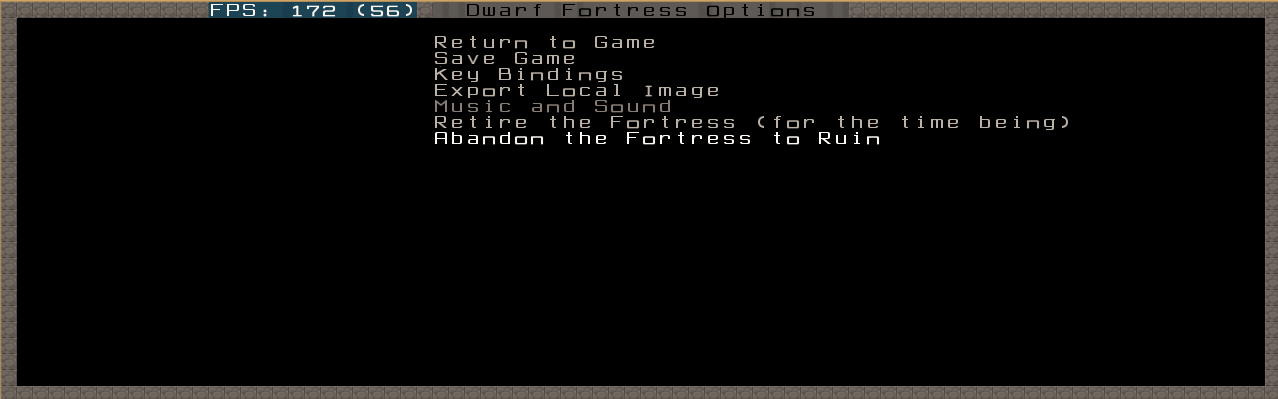 FPS: 172 (56) Dwarf Fortress Options
Return to Game
Save Game
Key Bindings
Export Local Image
Music and Sound
Retire the Fortress (for the time being)
Abandon the Fortress to Ruin